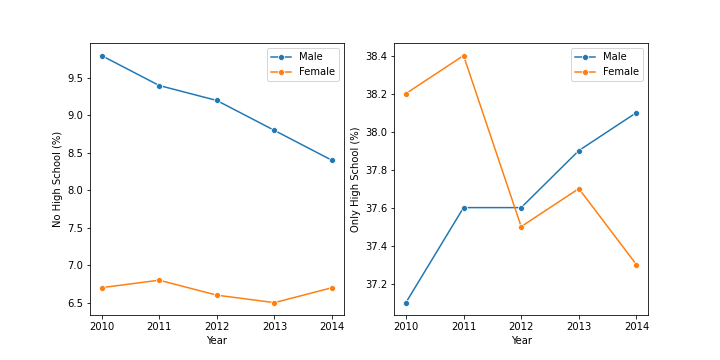 No High School (%)
9.5
9.0
8.5
8.0
7.5
7.0
6.5
2010 2011 2012 2013 2014
Year
Male
Female
Only High School (%)
38.4
38.2
38.0
37.8
37.6
37.4
37.2
2010 2011 2012 2013 2014
Year
Male
Female